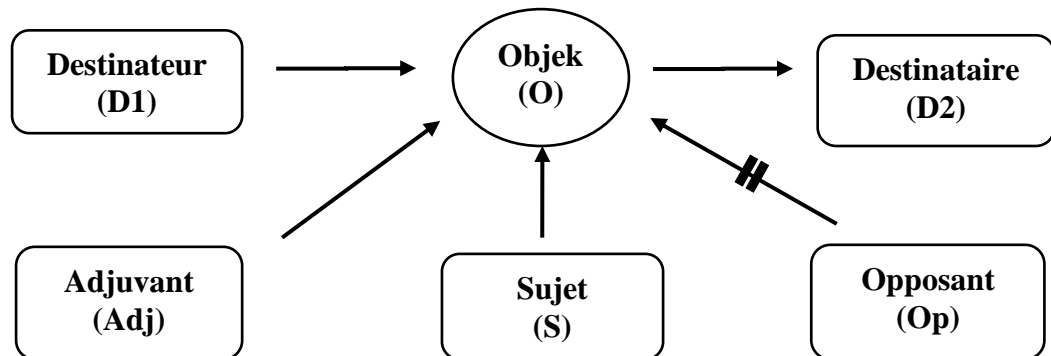 Destinateur
(D1)
Objek
(O)
Destinataire
(D2)
Adjuvant
(Adj)
Sujet
(S)
Opposant
(Op)